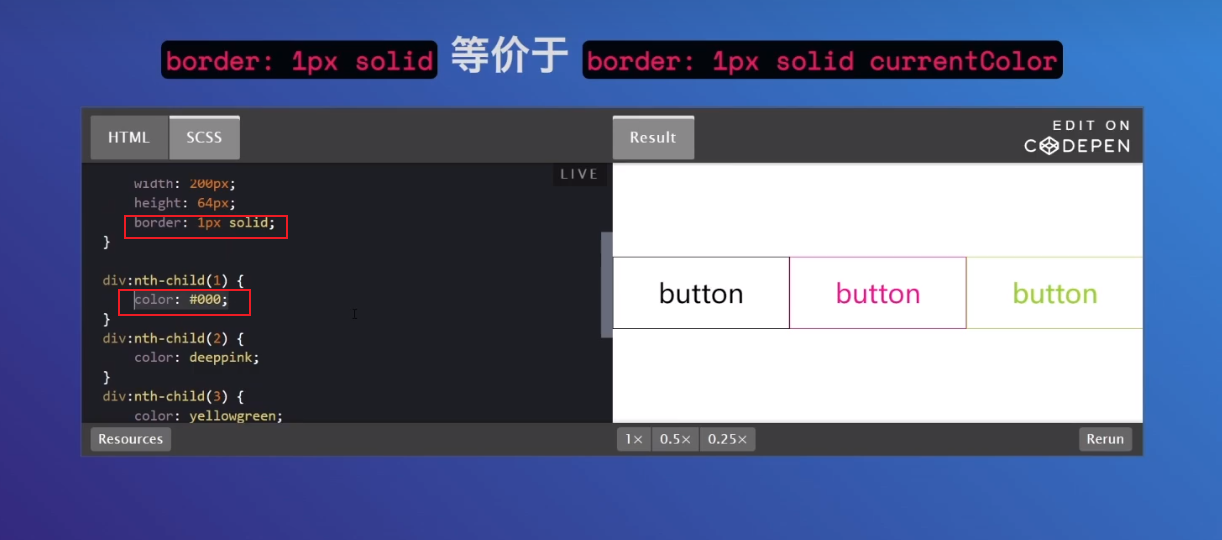 border: 1px solid 等价于 border: 1px solid currentColor
HTML SCSS Result EDIT ON
CODEPEN
LIVE
width: 200px;
height: 64px;
border: 1px solid;
}
div:nth-child(1) {
color: #000;
}
div:nth-child(2) {
color: deeppink;
}
div:nth-child(3) {
color: yellowgreen;
button button button
Resources 1× 0.5× 0.25× Rerun